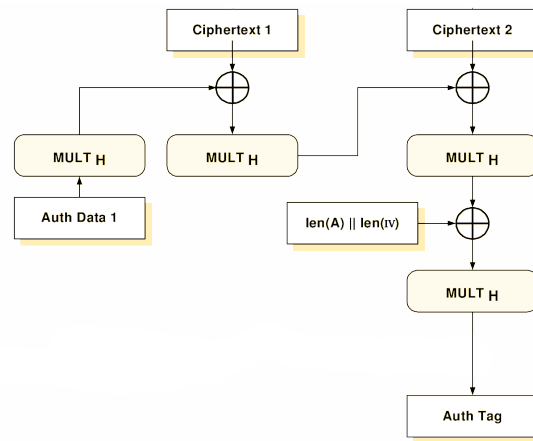 Ciphertext 1
Ciphertext 2
MULT H
MULT H
MULT H
Auth Data 1
len(A) || len(IV)
MULT H
Auth Tag